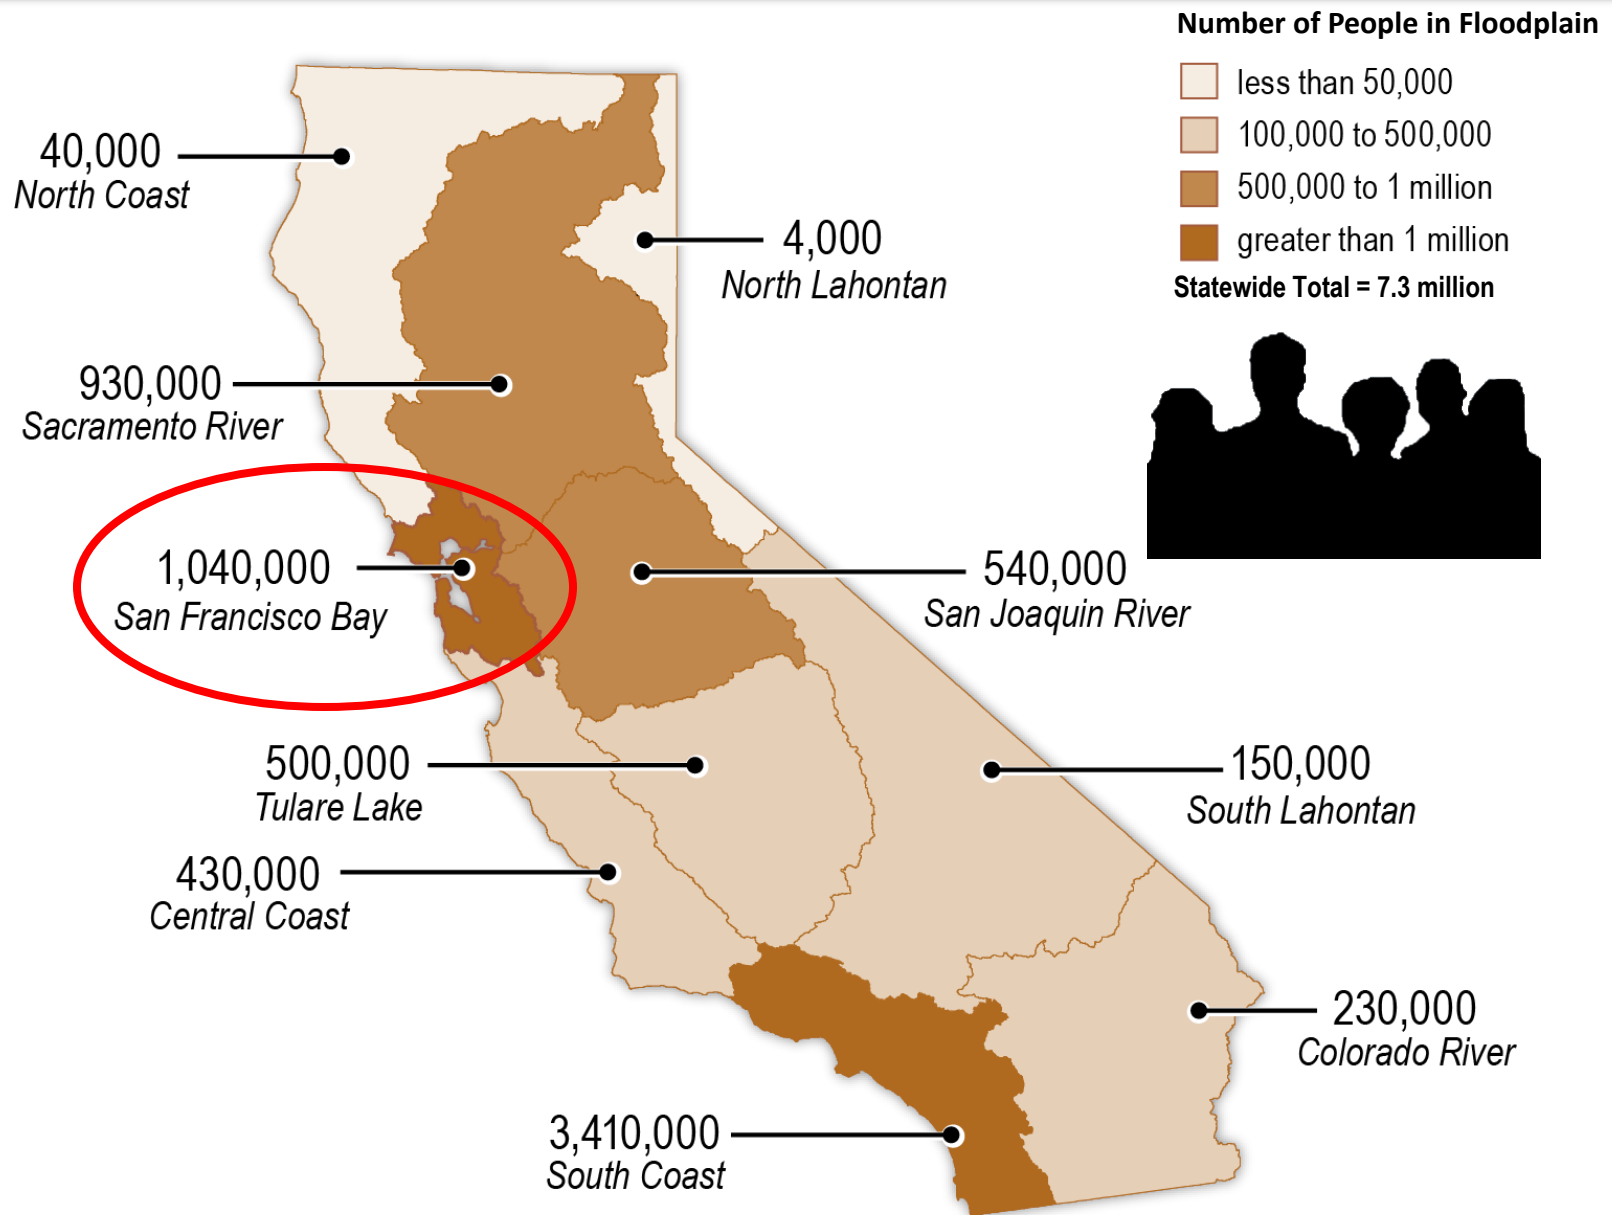 Number of People in Floodplain
less than 50,000
100,000 to 500,000
500,000 to 1 million
greater than 1 million
Statewide Total = 7.3 million
40,000
North Coast
4,000
North Lahontan
930,000
Sacramento River
1,040,000
San Francisco Bay
540,000
San Joaquin River
500,000
Tulare Lake
150,000
South Lahontan
430,000
Central Coast
230,000
Colorado River
3,410,000
South Coast